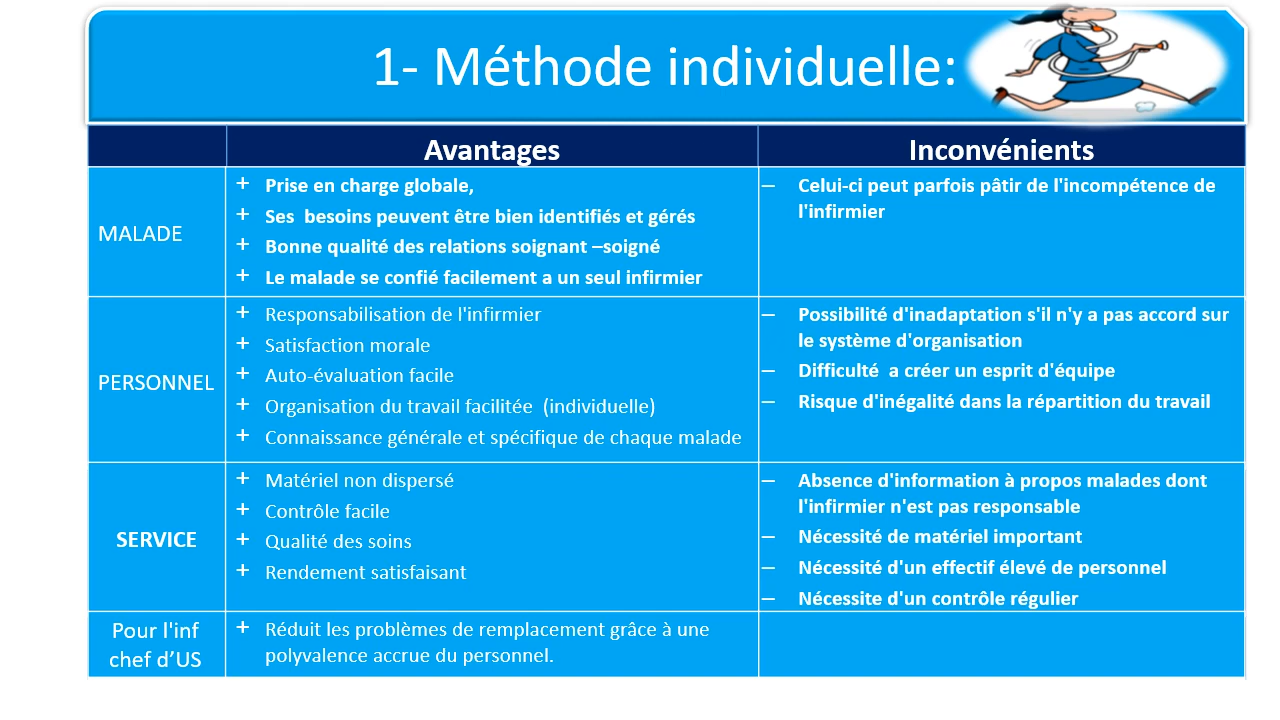 1- Méthode individuelle:
Avantages
Inconvénients
MALADE
+ Prise en charge globale,
+ Ses  besoins peuvent être bien identifiés et gérés
+ Bonne qualité des relations soignant –soigné
+ Le malade se confié facilement a un seul infirmier
– Celui-ci peut parfois pâtir de l'incompétence de
l'infirmier
PERSONNEL
+ Responsabilisation de l'infirmier
+ Satisfaction morale
+ Auto-évaluation facile
+ Organisation du travail facilitée  (individuelle)
+ Connaissance générale et spécifique de chaque malade
– Possibilité d'inadaptation s'il n'y a pas accord sur
le système d'organisation
– Difficulté  a créer un esprit d'équipe
– Risque d'inégalité dans la répartition du travail
SERVICE
+ Matériel non dispersé
+ Contrôle facile
+ Qualité des soins
+ Rendement satisfaisant
– Absence d'information à propos malades dont
l'infirmier n'est pas responsable
– Nécessité de matériel important
– Nécessité d'un effectif élevé de personnel
– Nécessite d'un contrôle régulier
Pour l'inf
chef d’US
+ Réduit les problèmes de remplacement grâce à une
polyvalence accrue du personnel.